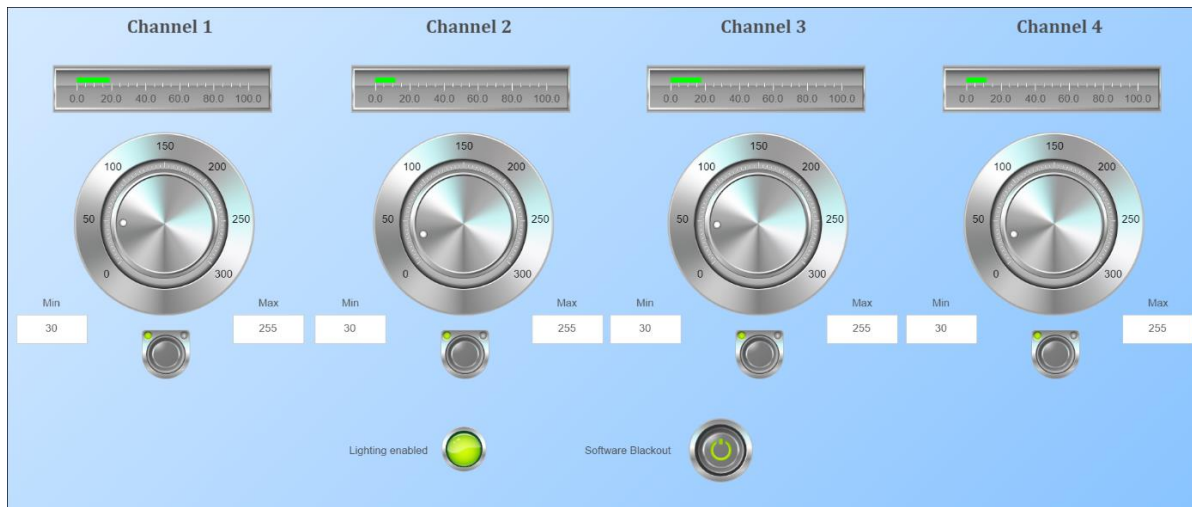 Channel 1 Channel 2 Channel 3 Channel 4
0.0 20.0 40.0 60.0 80.0 100.0 0.0 20.0 40.0 60.0 80.0 100.0 0.0 20.0 40.0 60.0 80.0 100.0 0.0 20.0 40.0 60.0 80.0 100.0
150 150 150 150
100 200 100 200 100 200 100 200
50 250 50 250 50 250 50 250
0 300 0 300 0 300 0 300
Min Max Min Max Min Max Min Max
30 255 30 255 30 255 30 255
Lighting enabled Software Blackout